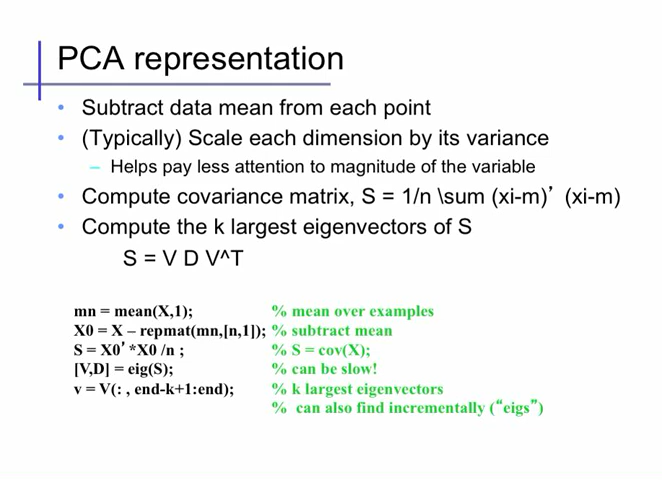 PCA representation
• Subtract data mean from each point
• (Typically) Scale each dimension by its variance
– Helps pay less attention to magnitude of the variable
• Compute covariance matrix, S = 1/n \sum (xi-m)’ (xi-m)
• Compute the k largest eigenvectors of S
S = V D V^T
mn = mean(X,1); % mean over examples
X0 = X – repmat(mn,[n,1]); % subtract mean
S = X0’ *X0 /n ; % S = cov(X);
[V,D] = eig(S); % can be slow!
v = V(: , end-k+1:end); % k largest eigenvectors
% can also find incrementally (“eigs”)